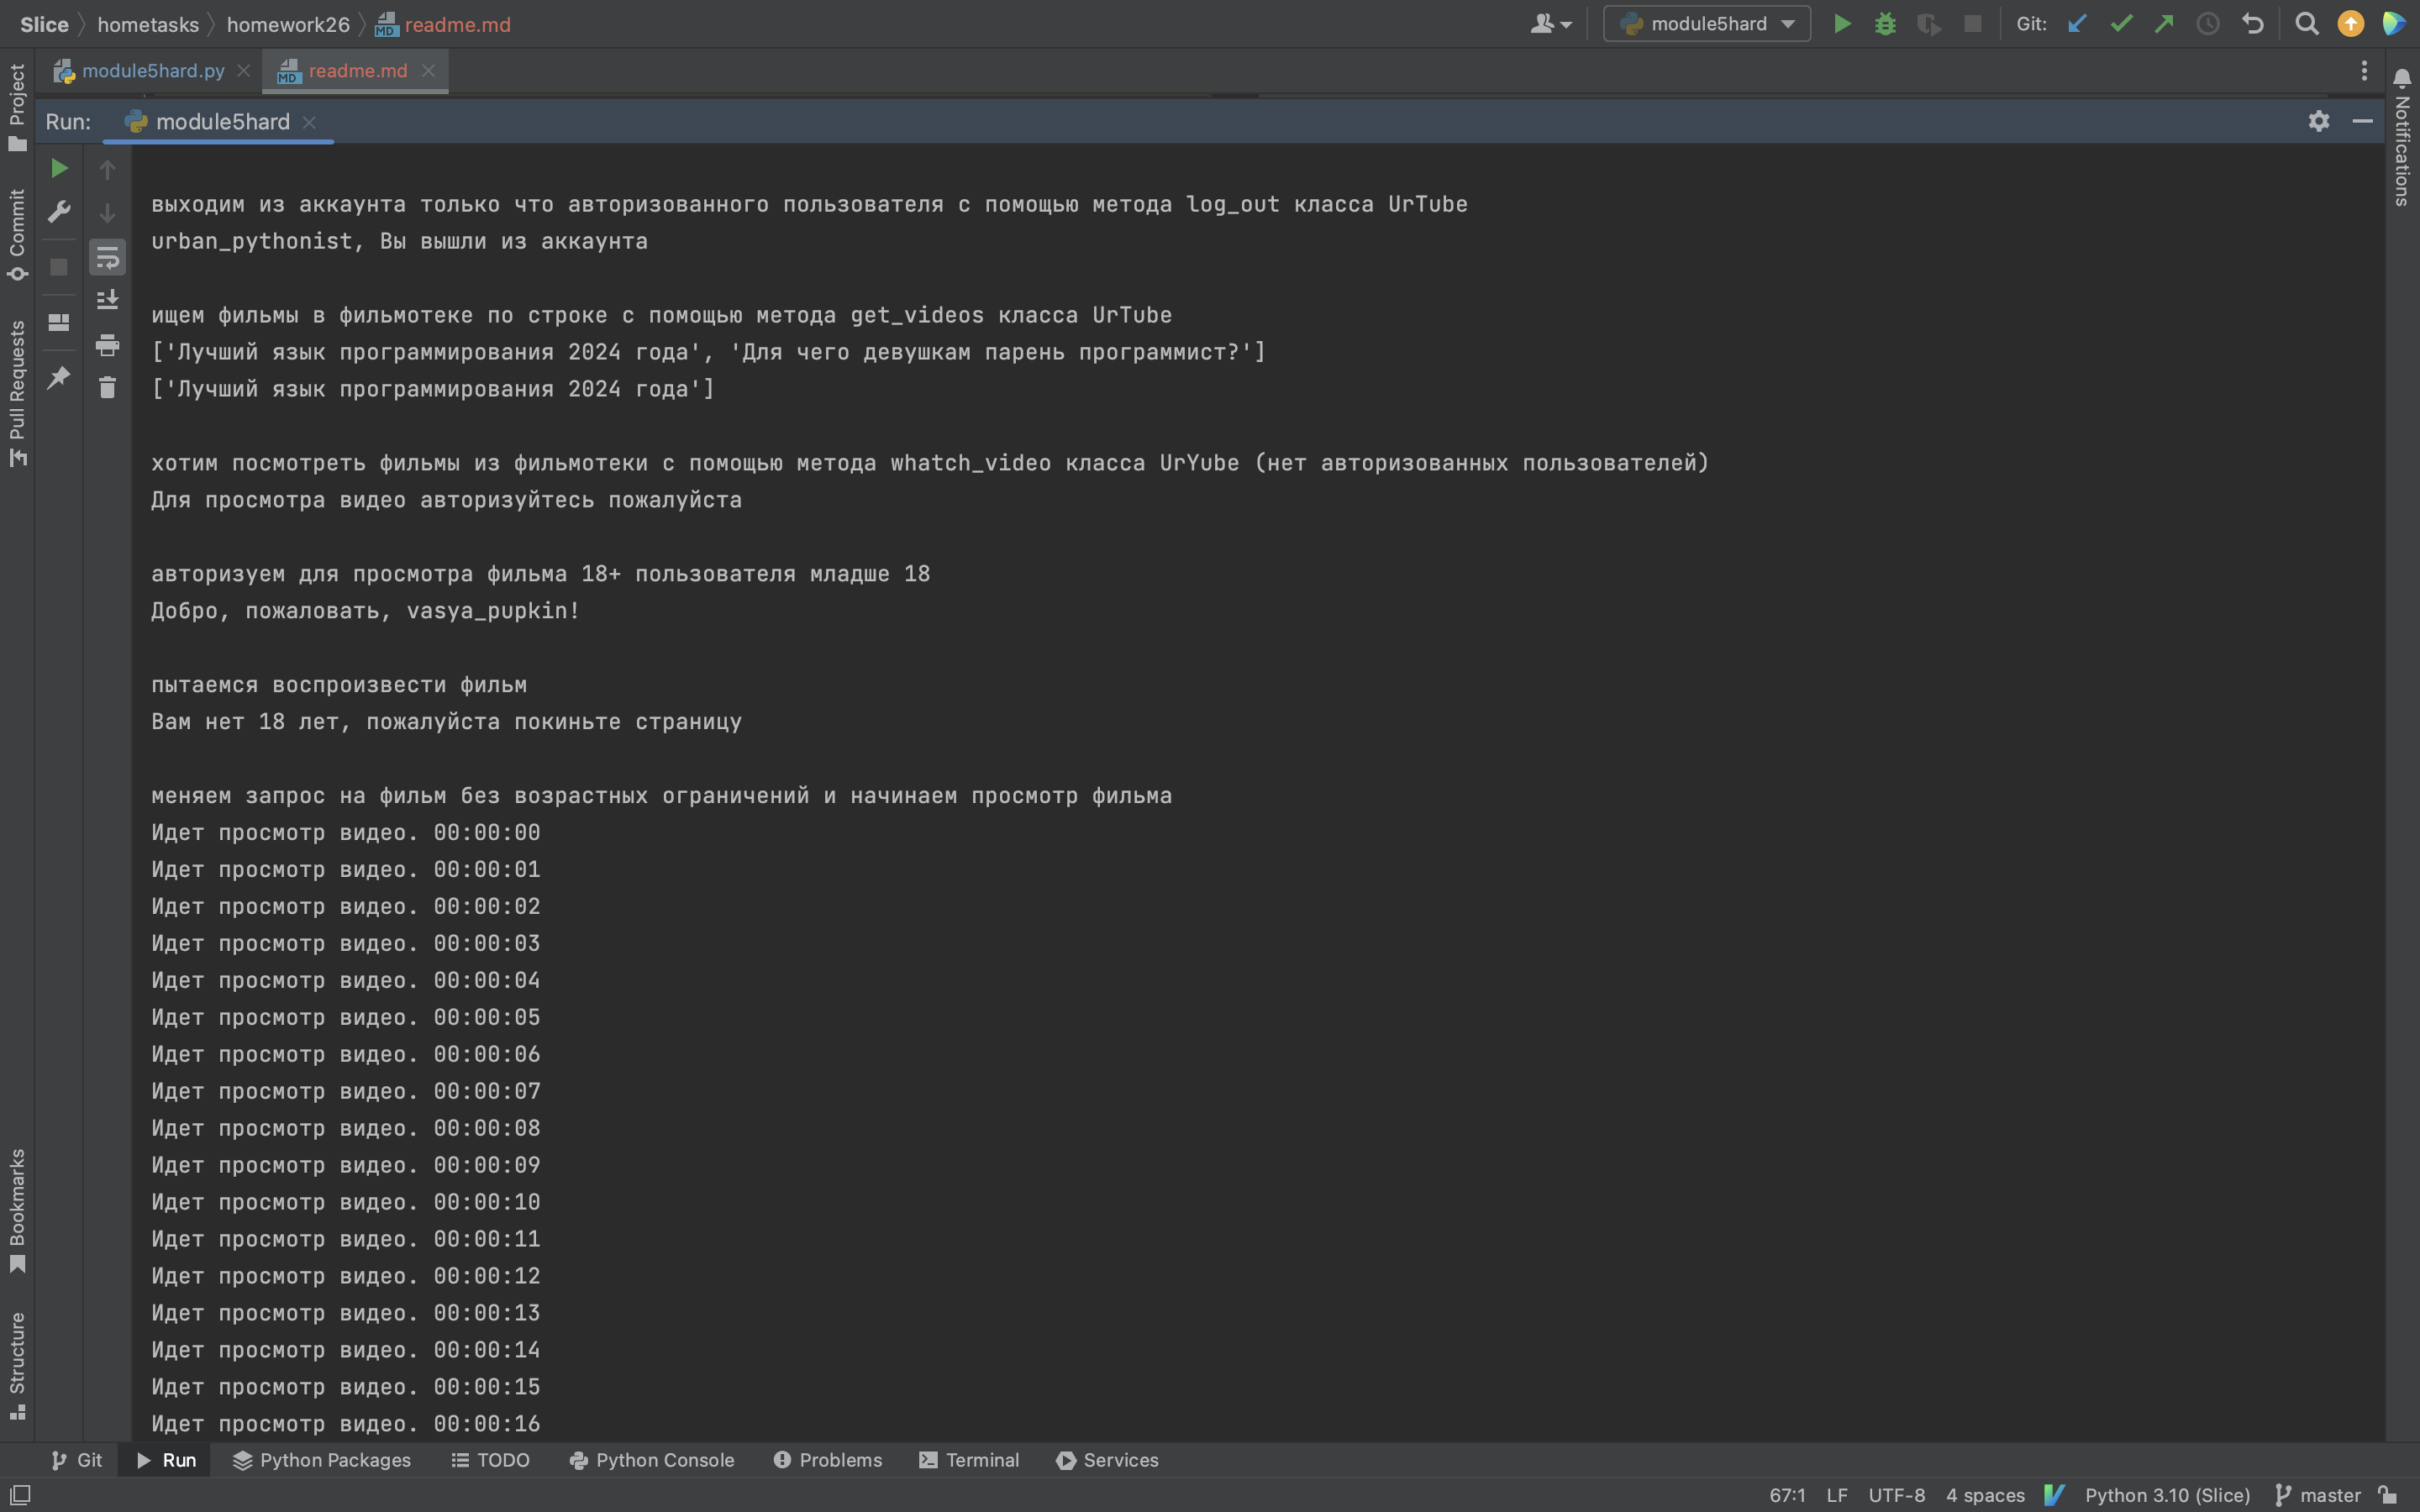 Slice hometasks homework26 readme.md module5hard Git:
module5hard.py readme.md
Run: module5hard
Project
Commit
Pull Requests
Bookmarks
Structure
Notifications
выходим из аккаунта только что авторизованного пользователя с помощью метода log_out класса UrTube
urban_pythonist, Вы вышли из аккаунта
ищем фильмы в фильмотеке по строке с помощью метода get_videos класса UrTube
['Лучший язык программирования 2024 года', 'Для чего девушкам парень программист?']
['Лучший язык программирования 2024 года']
хотим посмотреть фильмы из фильмотеки с помощью метода whatch_video класса UrYube (нет авторизованных пользователей)
Для просмотра видео авторизуйтесь пожалуйста
авторизуем для просмотра фильма 18+ пользователя младше 18
Добро, пожаловать, vasya_pupkin!
пытаемся воспроизвести фильм
Вам нет 18 лет, пожалуйста покиньте страницу
меняем запрос на фильм без возрастных ограничений и начинаем просмотр фильма
Идет просмотр видео. 00:00:00
Идет просмотр видео. 00:00:01
Идет просмотр видео. 00:00:02
Идет просмотр видео. 00:00:03
Идет просмотр видео. 00:00:04
Идет просмотр видео. 00:00:05
Идет просмотр видео. 00:00:06
Идет просмотр видео. 00:00:07
Идет просмотр видео. 00:00:08
Идет просмотр видео. 00:00:09
Идет просмотр видео. 00:00:10
Идет просмотр видео. 00:00:11
Идет просмотр видео. 00:00:12
Идет просмотр видео. 00:00:13
Идет просмотр видео. 00:00:14
Идет просмотр видео. 00:00:15
Идет просмотр видео. 00:00:16
Git Run Python Packages TODO Python Console Problems Terminal Services
67:1 LF UTF-8 4 spaces Python 3.10 (Slice) master